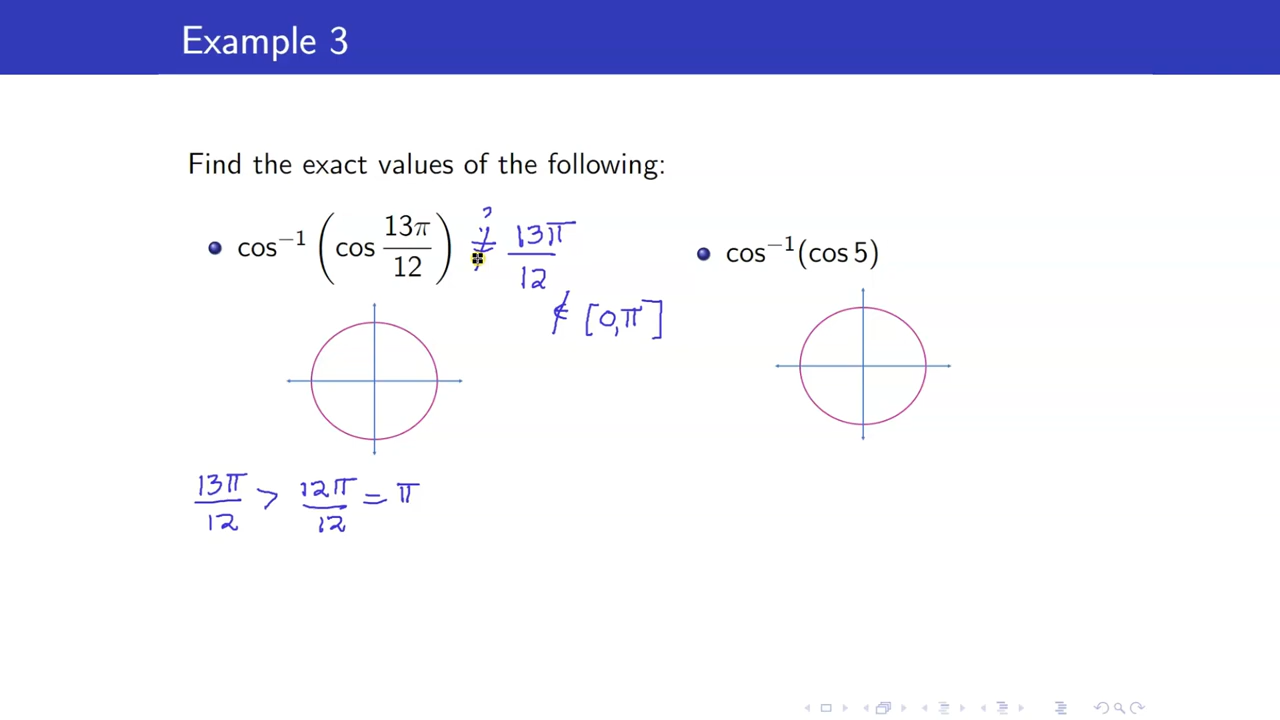 Example 3
Find the exact values of the following:
cos⁻¹ (cos 13π/12) ≠ 13π/12
?
∉ [0,π]
cos⁻¹(cos 5)
13π/12 > 12π/12 = π